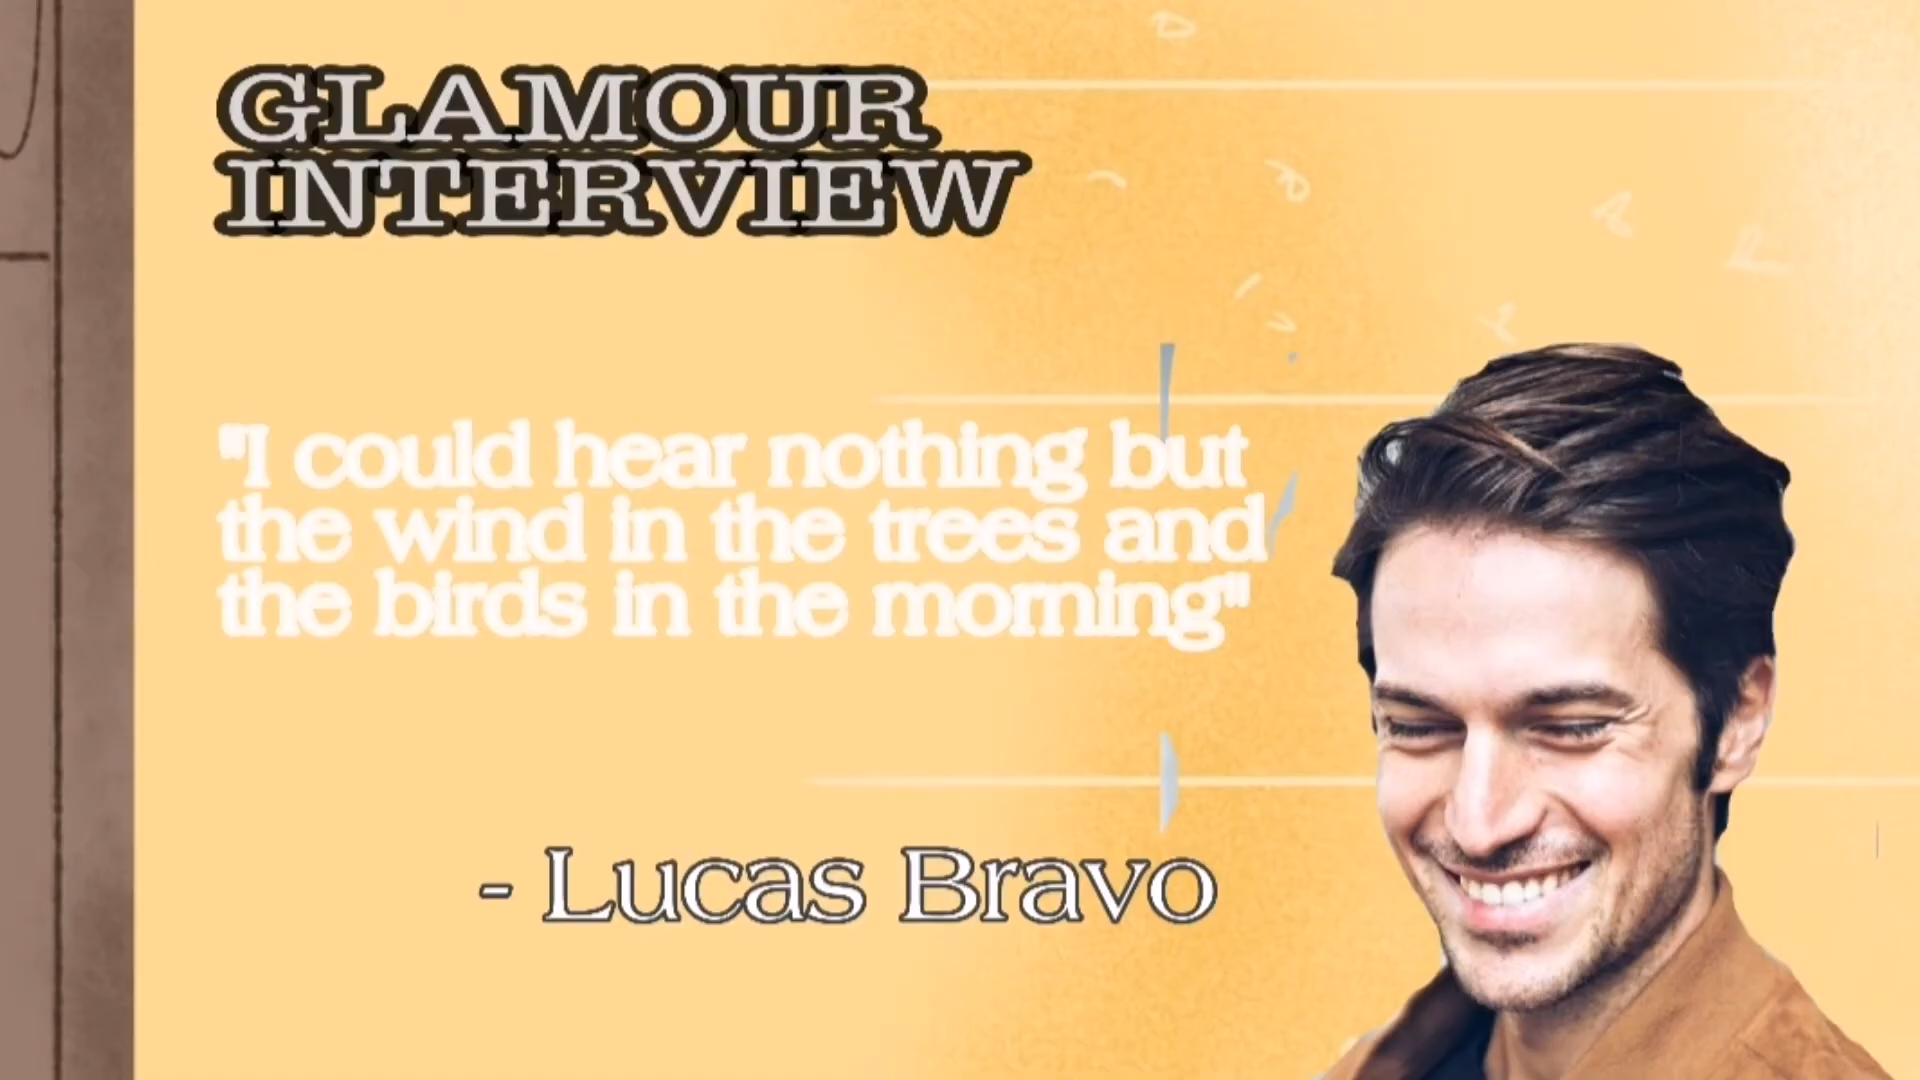 GLAMOUR
INTERVIEW
"I could hear nothing but
the wind in the trees and
the birds in the morning"
- Lucas Bravo